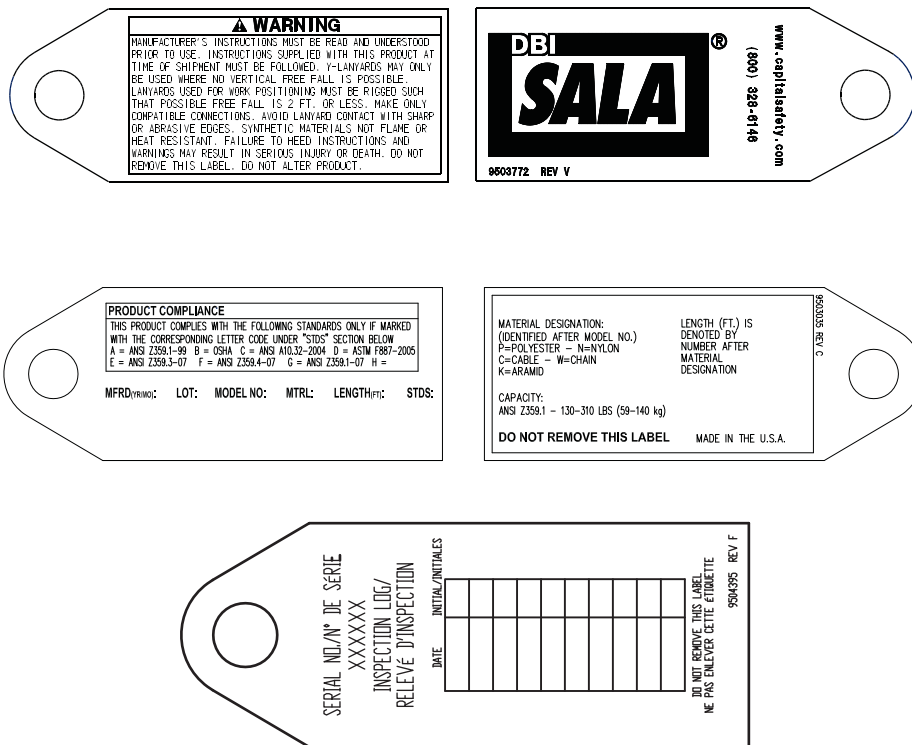 ⚠ WARNING
MANUFACTURER'S INSTRUCTIONS MUST BE READ AND UNDERSTOOD
PRIOR TO USE. INSTRUCTIONS SUPPLIED WITH THIS PRODUCT AT
TIME OF SHIPMENT MUST BE FOLLOWED. Y-LANYARDS MAY ONLY
BE USED WHERE NO VERTICAL FREE FALL IS POSSIBLE.
LANYARDS USED FOR WORK POSITIONING MUST BE RIGGED SUCH
THAT POSSIBLE FREE FALL IS 2 FT. OR LESS. MAKE ONLY
COMPATIBLE CONNECTIONS. AVOID LANYARD CONTACT WITH SHARP
OR ABRASIVE EDGES. SYNTHETIC MATERIALS NOT FLAME OR
HEAT RESISTANT. FAILURE TO HEED INSTRUCTIONS AND
WARNINGS MAY RESULT IN SERIOUS INJURY OR DEATH. DO NOT
REMOVE THIS LABEL. DO NOT ALTER PRODUCT.
DBI
SALA
®
www.capitalsafety.com
(800) 328-6146
9503772 REV V
PRODUCT COMPLIANCE
THIS PRODUCT COMPLIES WITH THE FOLLOWING STANDARDS ONLY IF MARKED
WITH THE CORRESPONDING LETTER CODE UNDER "STDS" SECTION BELOW
A = ANSI Z359.1-99 B = OSHA C = ANSI A10.32-2004 D = ASTM F887-2005
E = ANSI Z359.3-07 F = ANSI Z359.4-07 G = ANSI Z359.1-07 H =
MFRD(YR/MO): LOT: MODEL NO: MTRL: LENGTH(FT): STDS:
MATERIAL DESIGNATION:
(IDENTIFIED AFTER MODEL NO.)
P=POLYESTER - N=NYLON
C=CABLE - W=CHAIN
K=ARAMID
LENGTH (FT.) IS
DENOTED BY
NUMBER AFTER
MATERIAL
DESIGNATION
CAPACITY:
ANSI Z359.1 - 130-310 LBS (59-140 kg)
DO NOT REMOVE THIS LABEL MADE IN THE U.S.A.
9503035 REV C
SERIAL NO./N° DE SÉRIE
XXXXXX
INSPECTION LOG/
RELEVÉ D'INSPECTION
DATE INITIAL/INITIALES
DO NOT REMOVE THIS LABEL
NE PAS ENLEVER CETTE ÉTIQUETTE
9504395 REV F